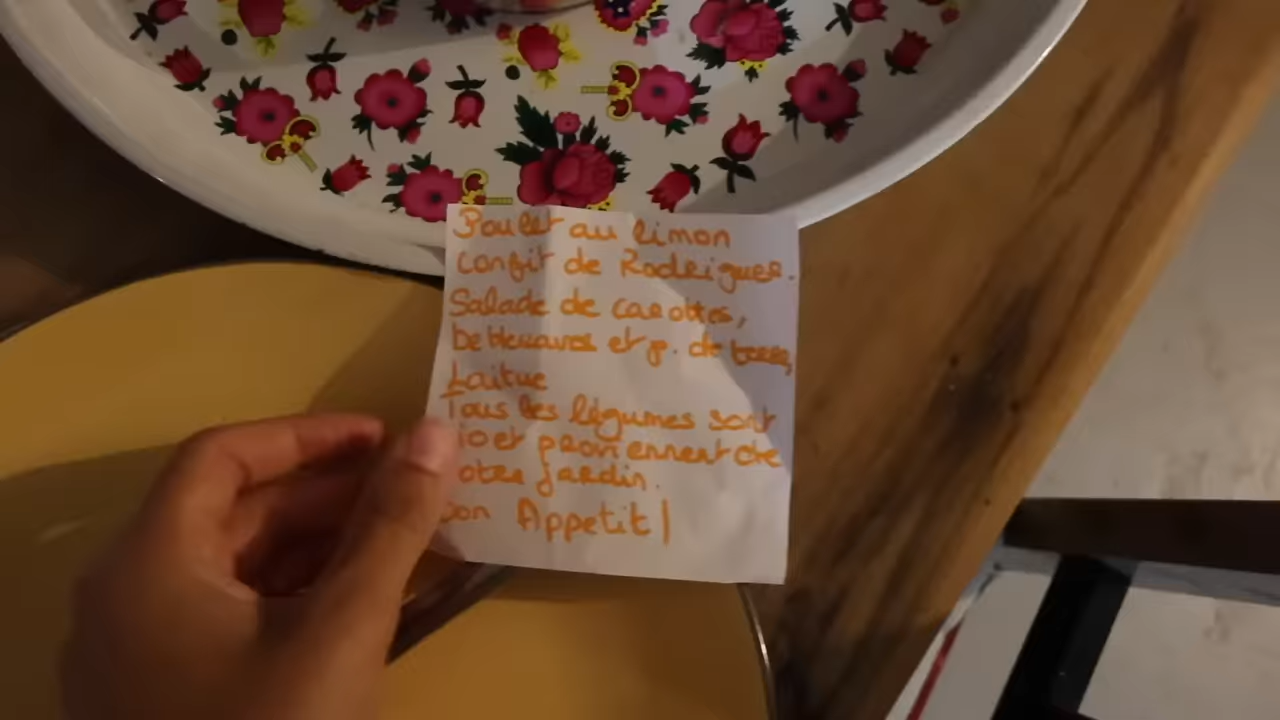 Poulet au limon
confit de Rodrigues.
Salade de carottes,
betteraves et p. de terre,
Laitue
Tous les légumes sont
io et proviennent de
otre jardin.
on Appetit!